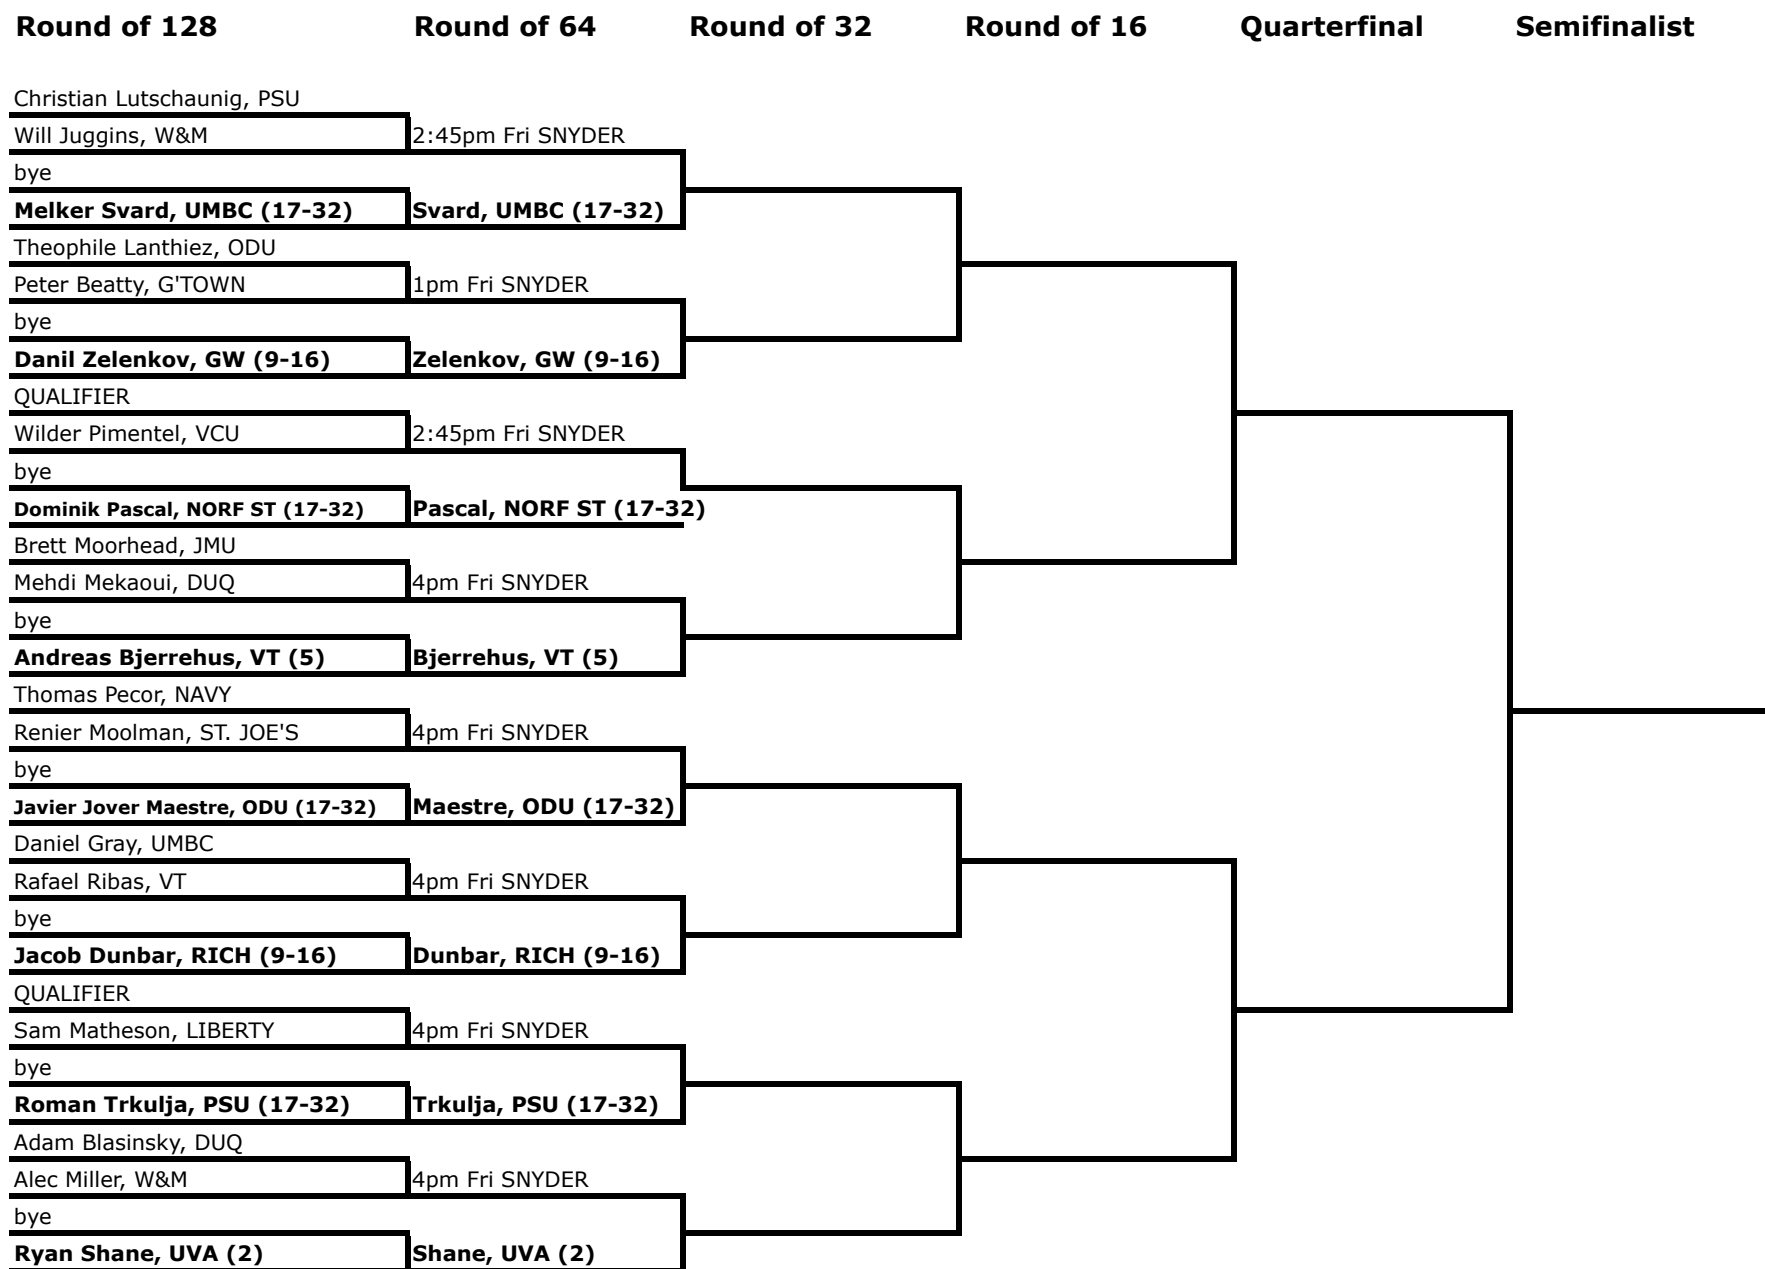 Round of 128 Round of 64 Round of 32 Round of 16 Quarterfinal Semifinalist
Christian Lutschaunig, PSU
Will Juggins, W&M 2:45pm Fri SNYDER
bye
Melker Svard, UMBC (17-32) Svard, UMBC (17-32)
Theophile Lanthiez, ODU
Peter Beatty, G'TOWN 1pm Fri SNYDER
bye
Danil Zelenkov, GW (9-16) Zelenkov, GW (9-16)
QUALIFIER
Wilder Pimentel, VCU 2:45pm Fri SNYDER
bye
Dominik Pascal, NORF ST (17-32) Pascal, NORF ST (17-32)
Brett Moorhead, JMU
Mehdi Mekaoui, DUQ 4pm Fri SNYDER
bye
Andreas Bjerrehus, VT (5) Bjerrehus, VT (5)
Thomas Pecor, NAVY
Renier Moolman, ST. JOE'S 4pm Fri SNYDER
bye
Javier Jover Maestre, ODU (17-32) Maestre, ODU (17-32)
Daniel Gray, UMBC
Rafael Ribas, VT 4pm Fri SNYDER
bye
Jacob Dunbar, RICH (9-16) Dunbar, RICH (9-16)
QUALIFIER
Sam Matheson, LIBERTY 4pm Fri SNYDER
bye
Roman Trkulja, PSU (17-32) Trkulja, PSU (17-32)
Adam Blasinsky, DUQ
Alec Miller, W&M 4pm Fri SNYDER
bye
Ryan Shane, UVA (2) Shane, UVA (2)